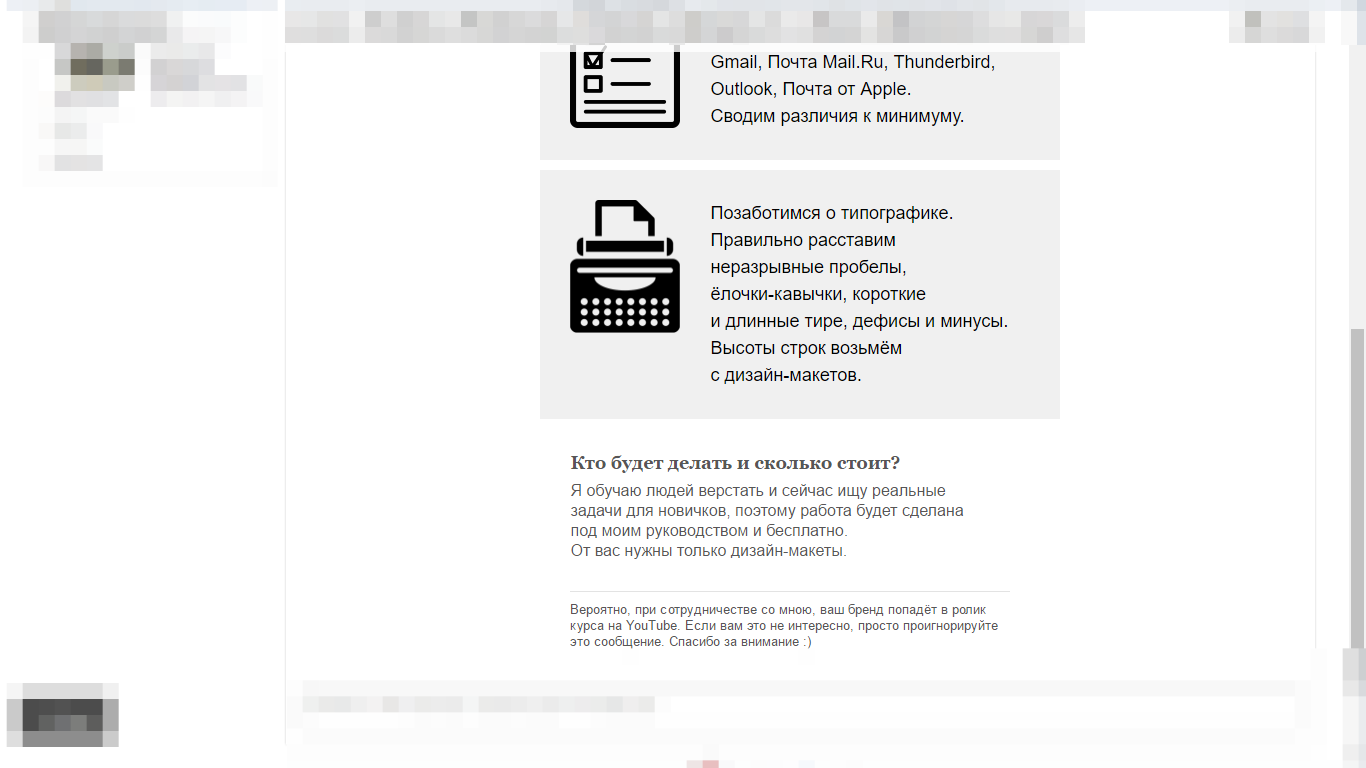 Gmail, Почта Mail.Ru, Thunderbird,
Outlook, Почта от Apple.
Сводим различия к минимуму.
Позаботимся о типографике.
Правильно расставим
неразрывные пробелы,
ёлочки-кавычки, короткие
и длинные тире, дефисы и минусы.
Высоты строк возьмём
с дизайн-макетов.
Кто будет делать и сколько стоит?
Я обучаю людей верстать и сейчас ищу реальные
задачи для новичков, поэтому работа будет сделана
под моим руководством и бесплатно.
От вас нужны только дизайн-макеты.
Вероятно, при сотрудничестве со мною, ваш бренд попадёт в ролик
курса на YouTube. Если вам это не интересно, просто проигнорируйте
это сообщение. Спасибо за внимание :)